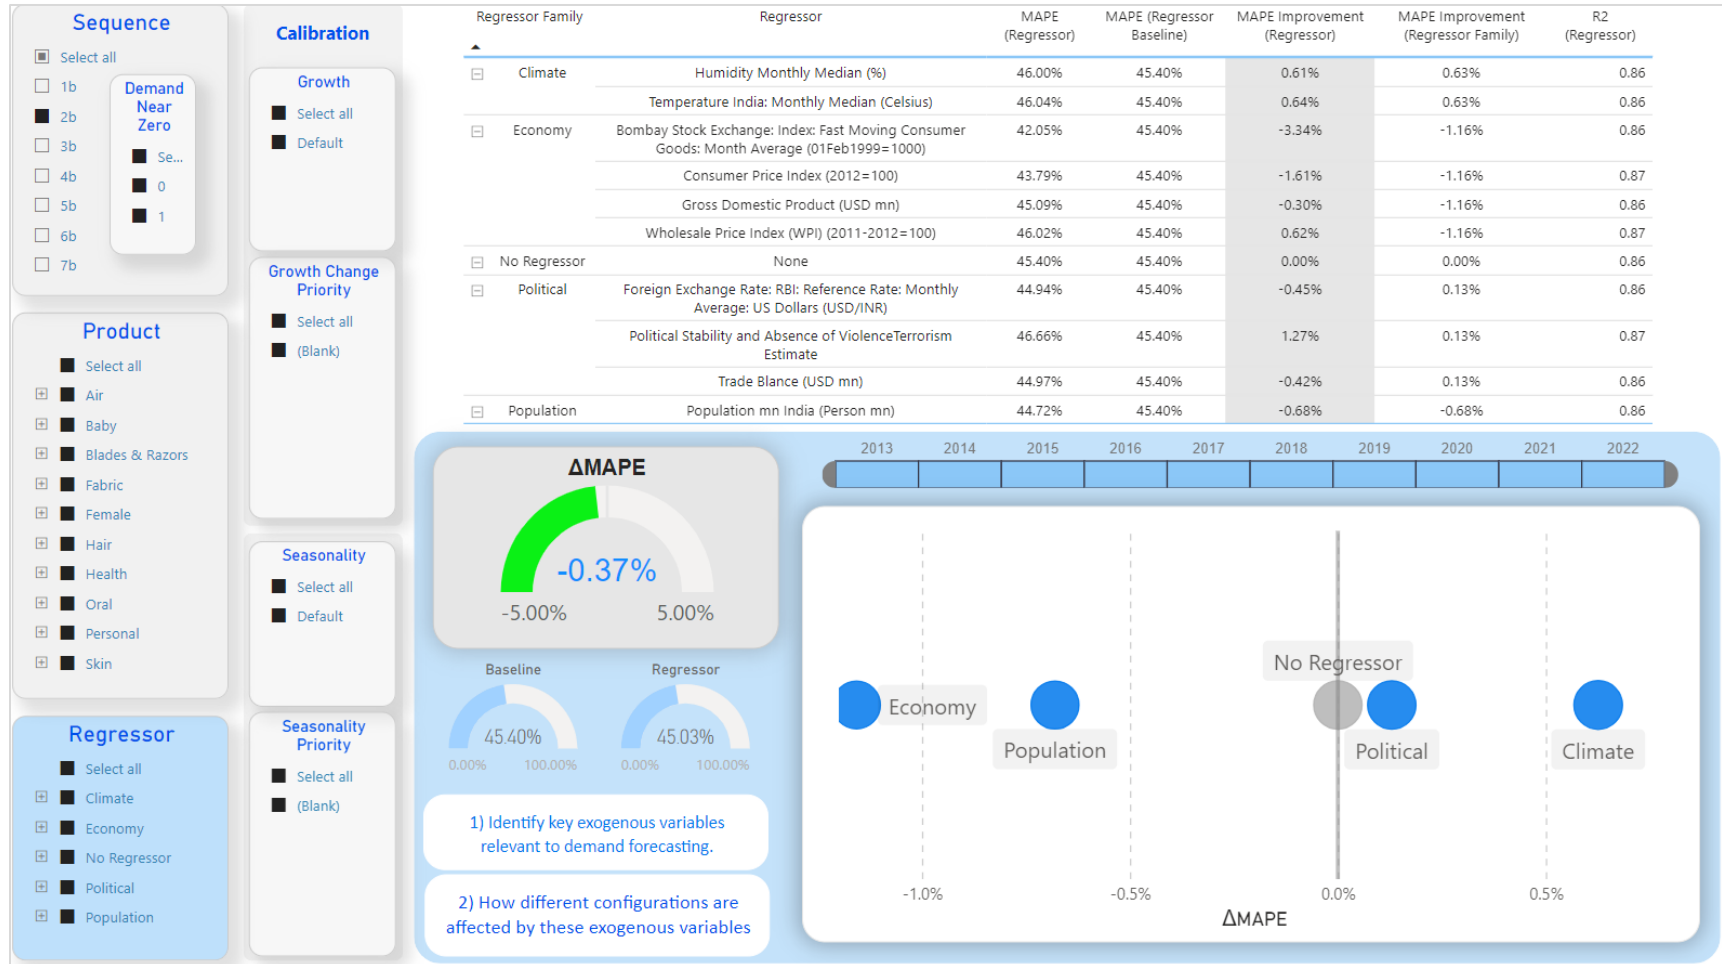 Sequence
Select all
1b
2b
3b
4b
5b
6b
7b
Demand
Near
Zero
Se...
0
1
Product
Select all
Air
Baby
Blades & Razors
Fabric
Female
Hair
Health
Oral
Personal
Skin
Regressor
Select all
Climate
Economy
No Regressor
Political
Population
Calibration
Growth
Select all
Default
Growth Change
Priority
Select all
(Blank)
Seasonality
Select all
Default
Seasonality
Priority
Select all
(Blank)
Regressor Family Regressor MAPE (Regressor) MAPE (Regressor Baseline) MAPE Improvement (Regressor) MAPE Improvement (Regressor Family) R2 (Regressor)
Climate Humidity Monthly Median (%) 46.00% 45.40% 0.61% 0.63% 0.86
Temperature India: Monthly Median (Celsius) 46.04% 45.40% 0.64% 0.63% 0.86
Economy Bombay Stock Exchange: Index: Fast Moving Consumer Goods: Month Average (01Feb1999=1000) 42.05% 45.40% -3.34% -1.16% 0.86
Consumer Price Index (2012=100) 43.79% 45.40% -1.61% -1.16% 0.87
Gross Domestic Product (USD mn) 45.09% 45.40% -0.30% -1.16% 0.86
Wholesale Price Index (WPI) (2011-2012=100) 46.02% 45.40% 0.62% -1.16% 0.87
No Regressor None 45.40% 45.40% 0.00% 0.00% 0.86
Political Foreign Exchange Rate: RBI: Reference Rate: Monthly Average: US Dollars (USD/INR) 44.94% 45.40% -0.45% 0.13% 0.86
Political Stability and Absence of ViolenceTerrorism Estimate 46.66% 45.40% 1.27% 0.13% 0.87
Trade Blance (USD mn) 44.97% 45.40% -0.42% 0.13% 0.86
Population Population mn India (Person mn) 44.72% 45.40% -0.68% -0.68% 0.86
ΔMAPE
-0.37%
-5.00% 5.00%
Baseline
45.40%
0.00% 100.00%
Regressor
45.03%
0.00% 100.00%
1) Identify key exogenous variables
relevant to demand forecasting.
2) How different configurations are
affected by these exogenous variables
2013 2014 2015 2016 2017 2018 2019 2020 2021 2022
No Regressor
Economy
Population
Political
Climate
-1.0% -0.5% 0.0% 0.5%
ΔMAPE